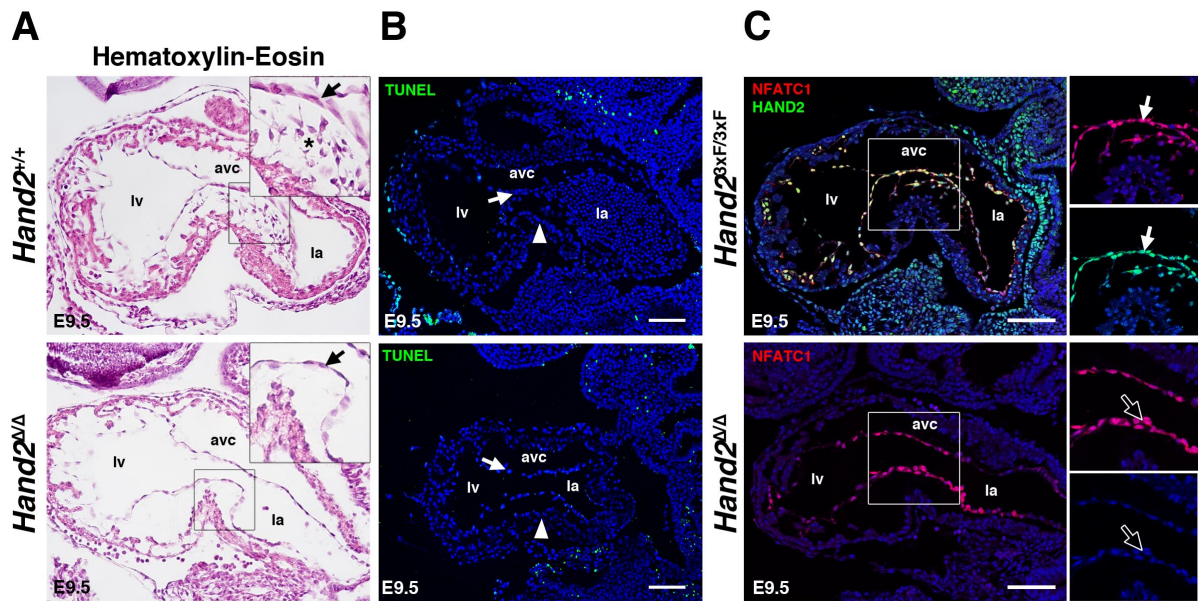 A
B
C
Hematoxylin-Eosin
Hand2+/+
avc
lv
la
*
E9.5
TUNEL
avc
lv
la
E9.5
Hand23xF/3xF
NFATC1
HAND2
avc
lv
la
E9.5
Hand2Δ/Δ
avc
lv
la
E9.5
TUNEL
avc
lv
la
E9.5
Hand2Δ/Δ
NFATC1
avc
lv
la
E9.5